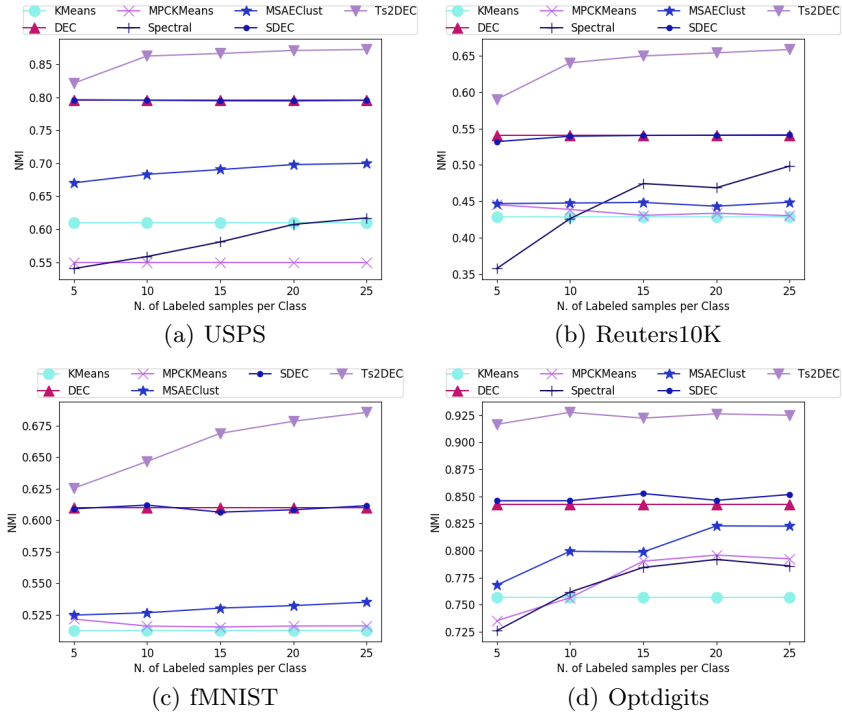 KMeans MPCKMeans MSAEClust Ts2DEC
DEC Spectral SDEC
NMI
0.85
0.80
0.75
0.70
0.65
0.60
0.55
5 10 15 20 25
N. of Labeled samples per Class
(a) USPS
KMeans MPCKMeans MSAEClust Ts2DEC
DEC Spectral SDEC
NMI
0.65
0.60
0.55
0.50
0.45
0.40
0.35
5 10 15 20 25
N. of Labeled samples per Class
(b) Reuters10K
KMeans MPCKMeans SDEC Ts2DEC
DEC MSAEClust
NMI
0.675
0.650
0.625
0.600
0.575
0.550
0.525
5 10 15 20 25
N. of Labeled samples per Class
(c) fMNIST
KMeans MPCKMeans MSAEClust Ts2DEC
DEC Spectral SDEC
NMI
0.925
0.900
0.875
0.850
0.825
0.800
0.775
0.750
0.725
5 10 15 20 25
N. of Labeled samples per Class
(d) Optdigits